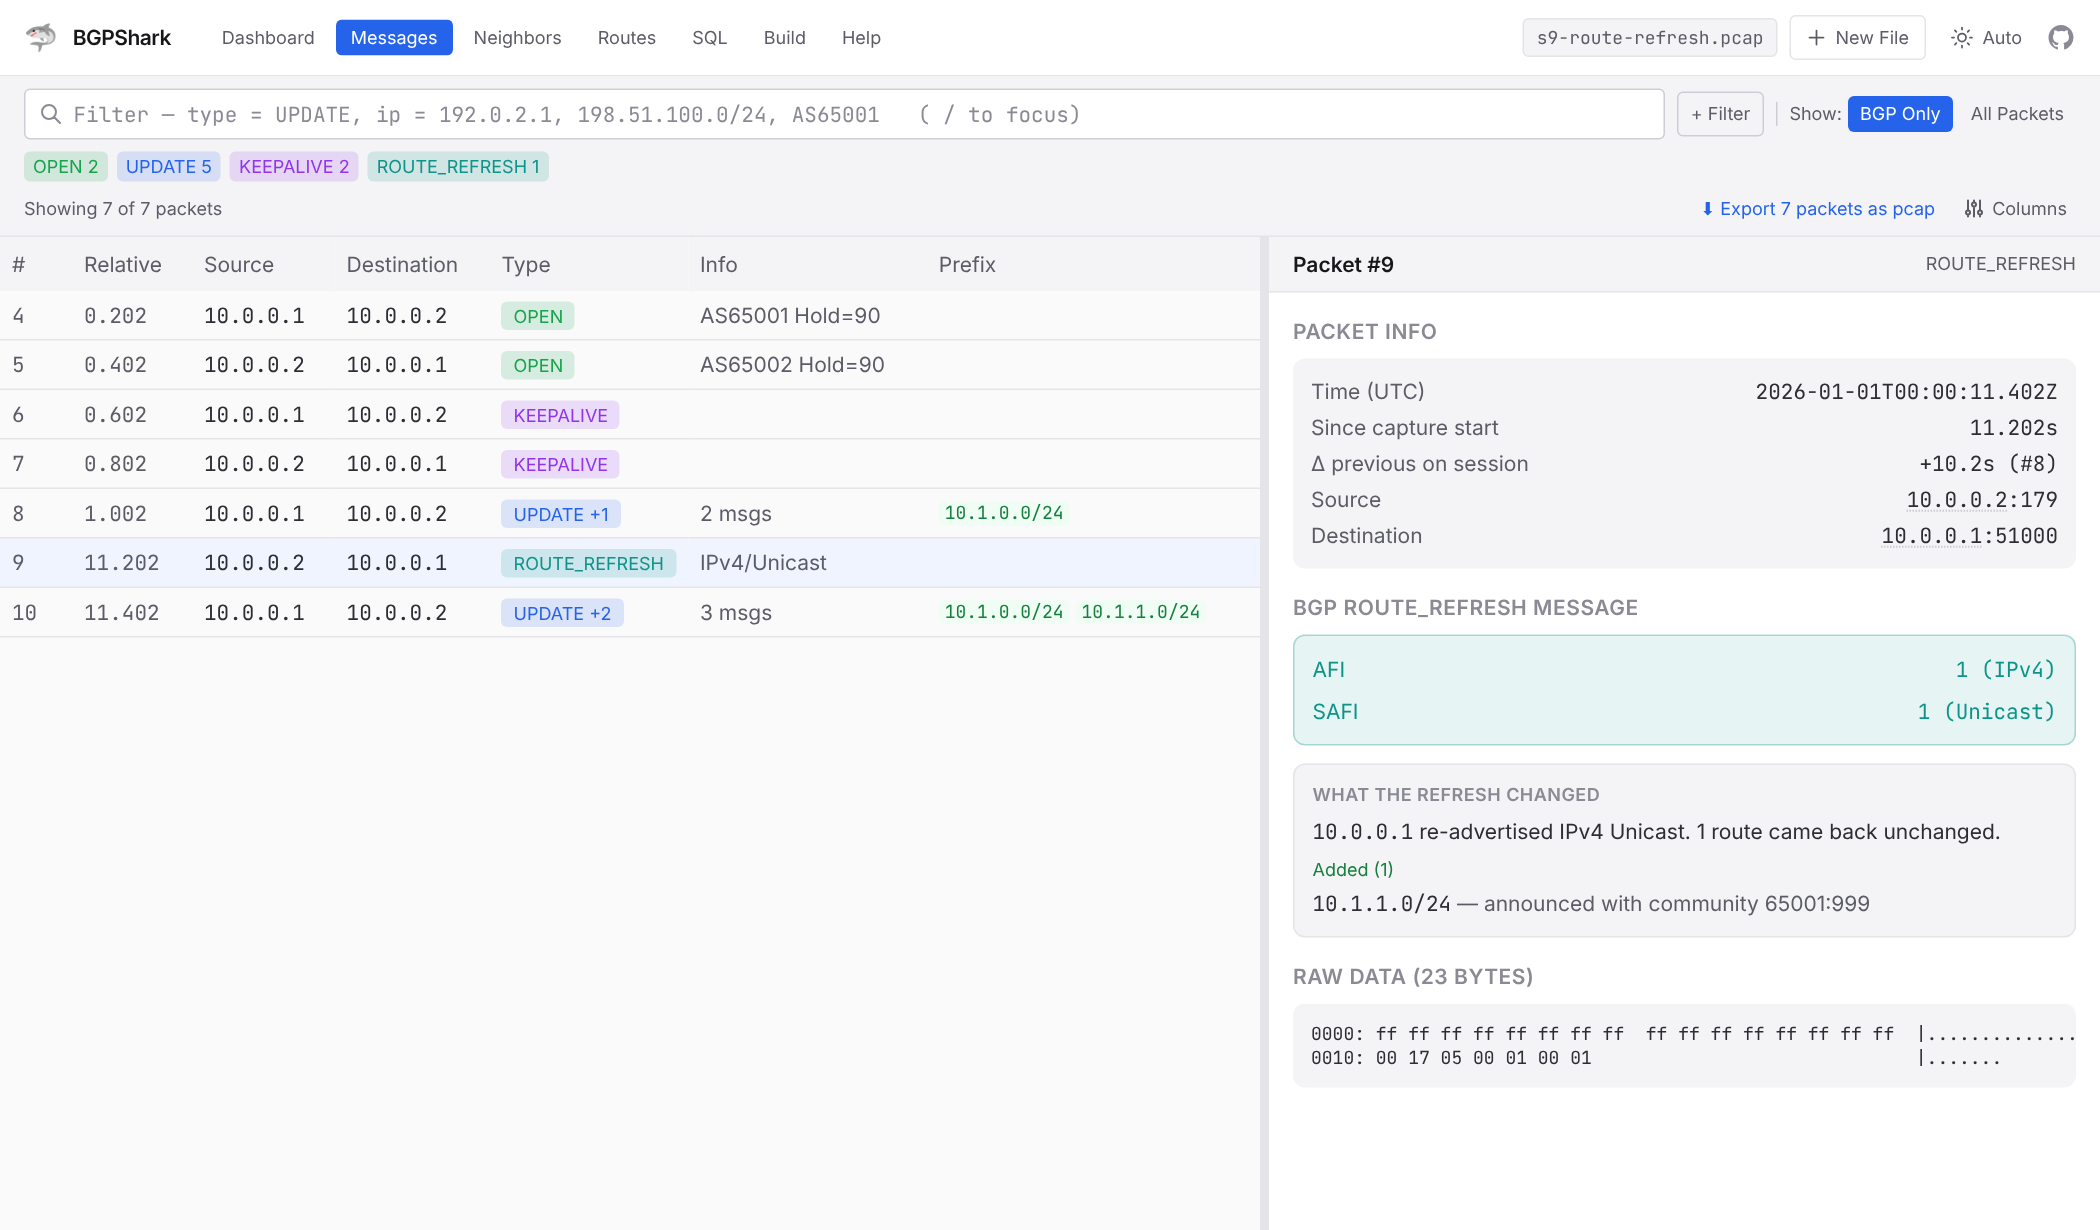 BGPShark Dashboard Messages Neighbors Routes SQL Build Help s9-route-refresh.pcap + New File Auto
Filter — type = UPDATE, ip = 192.0.2.1, 198.51.100.0/24, AS65001 ( / to focus) + Filter Show: BGP Only All Packets
OPEN 2 UPDATE 5 KEEPALIVE 2 ROUTE_REFRESH 1
Showing 7 of 7 packets ⬇ Export 7 packets as pcap Columns
# Relative Source Destination Type Info Prefix
4 0.202 10.0.0.1 10.0.0.2 OPEN AS65001 Hold=90
5 0.402 10.0.0.2 10.0.0.1 OPEN AS65002 Hold=90
6 0.602 10.0.0.1 10.0.0.2 KEEPALIVE
7 0.802 10.0.0.2 10.0.0.1 KEEPALIVE
8 1.002 10.0.0.1 10.0.0.2 UPDATE +1 2 msgs 10.1.0.0/24
9 11.202 10.0.0.2 10.0.0.1 ROUTE_REFRESH IPv4/Unicast
10 11.402 10.0.0.1 10.0.0.2 UPDATE +2 3 msgs 10.1.0.0/24 10.1.1.0/24
Packet #9 ROUTE_REFRESH
PACKET INFO
Time (UTC) 2026-01-01T00:00:11.402Z
Since capture start 11.202s
Δ previous on session +10.2s (#8)
Source 10.0.0.2:179
Destination 10.0.0.1:51000
BGP ROUTE_REFRESH MESSAGE
AFI 1 (IPv4)
SAFI 1 (Unicast)
WHAT THE REFRESH CHANGED
10.0.0.1 re-advertised IPv4 Unicast. 1 route came back unchanged.
Added (1)
10.1.1.0/24 — announced with community 65001:999
RAW DATA (23 BYTES)
0000: ff ff ff ff ff ff ff ff ff ff ff ff ff ff ff ff |..............
0010: 00 17 05 00 01 00 01 |.......